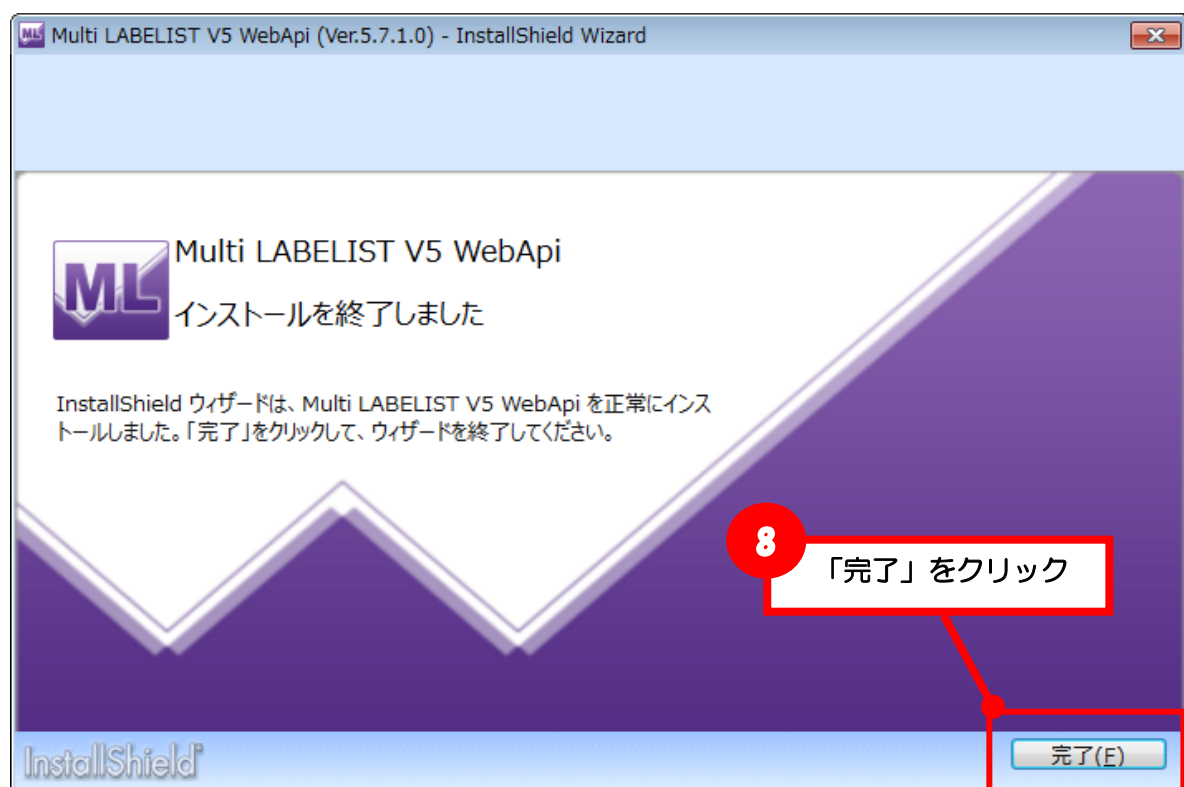 Multi LABELIST V5 WebApi (Ver.5.7.1.0) - InstallShield Wizard
ML
Multi LABELIST V5 WebApi
インストールを終了しました
InstallShield ウィザードは、Multi LABELIST V5 WebApi を正常にインス
トールしました。「完了」をクリックして、ウィザードを終了してください。
8
「完了」をクリック
InstallShield®
完了(F)